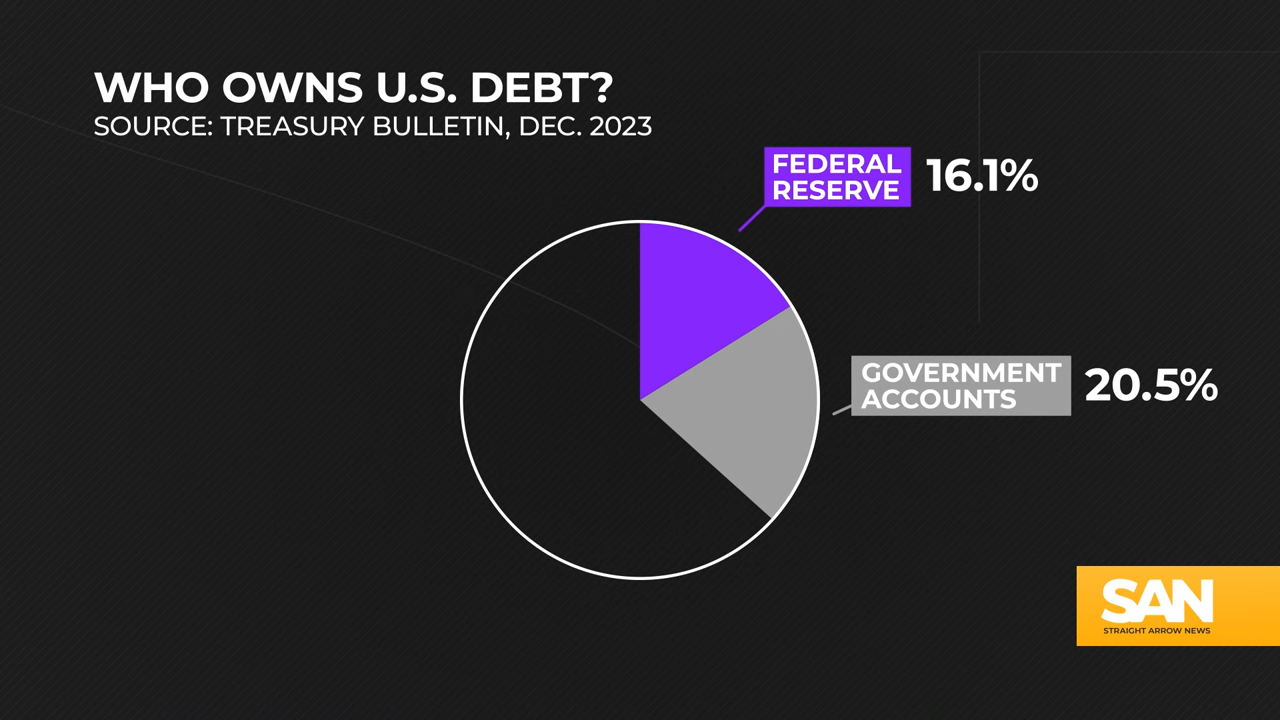 WHO OWNS U.S. DEBT?
SOURCE: TREASURY BULLETIN, DEC. 2023
FEDERAL
RESERVE
16.1%
GOVERNMENT
ACCOUNTS
20.5%
SAN
STRAIGHT ARROW NEWS